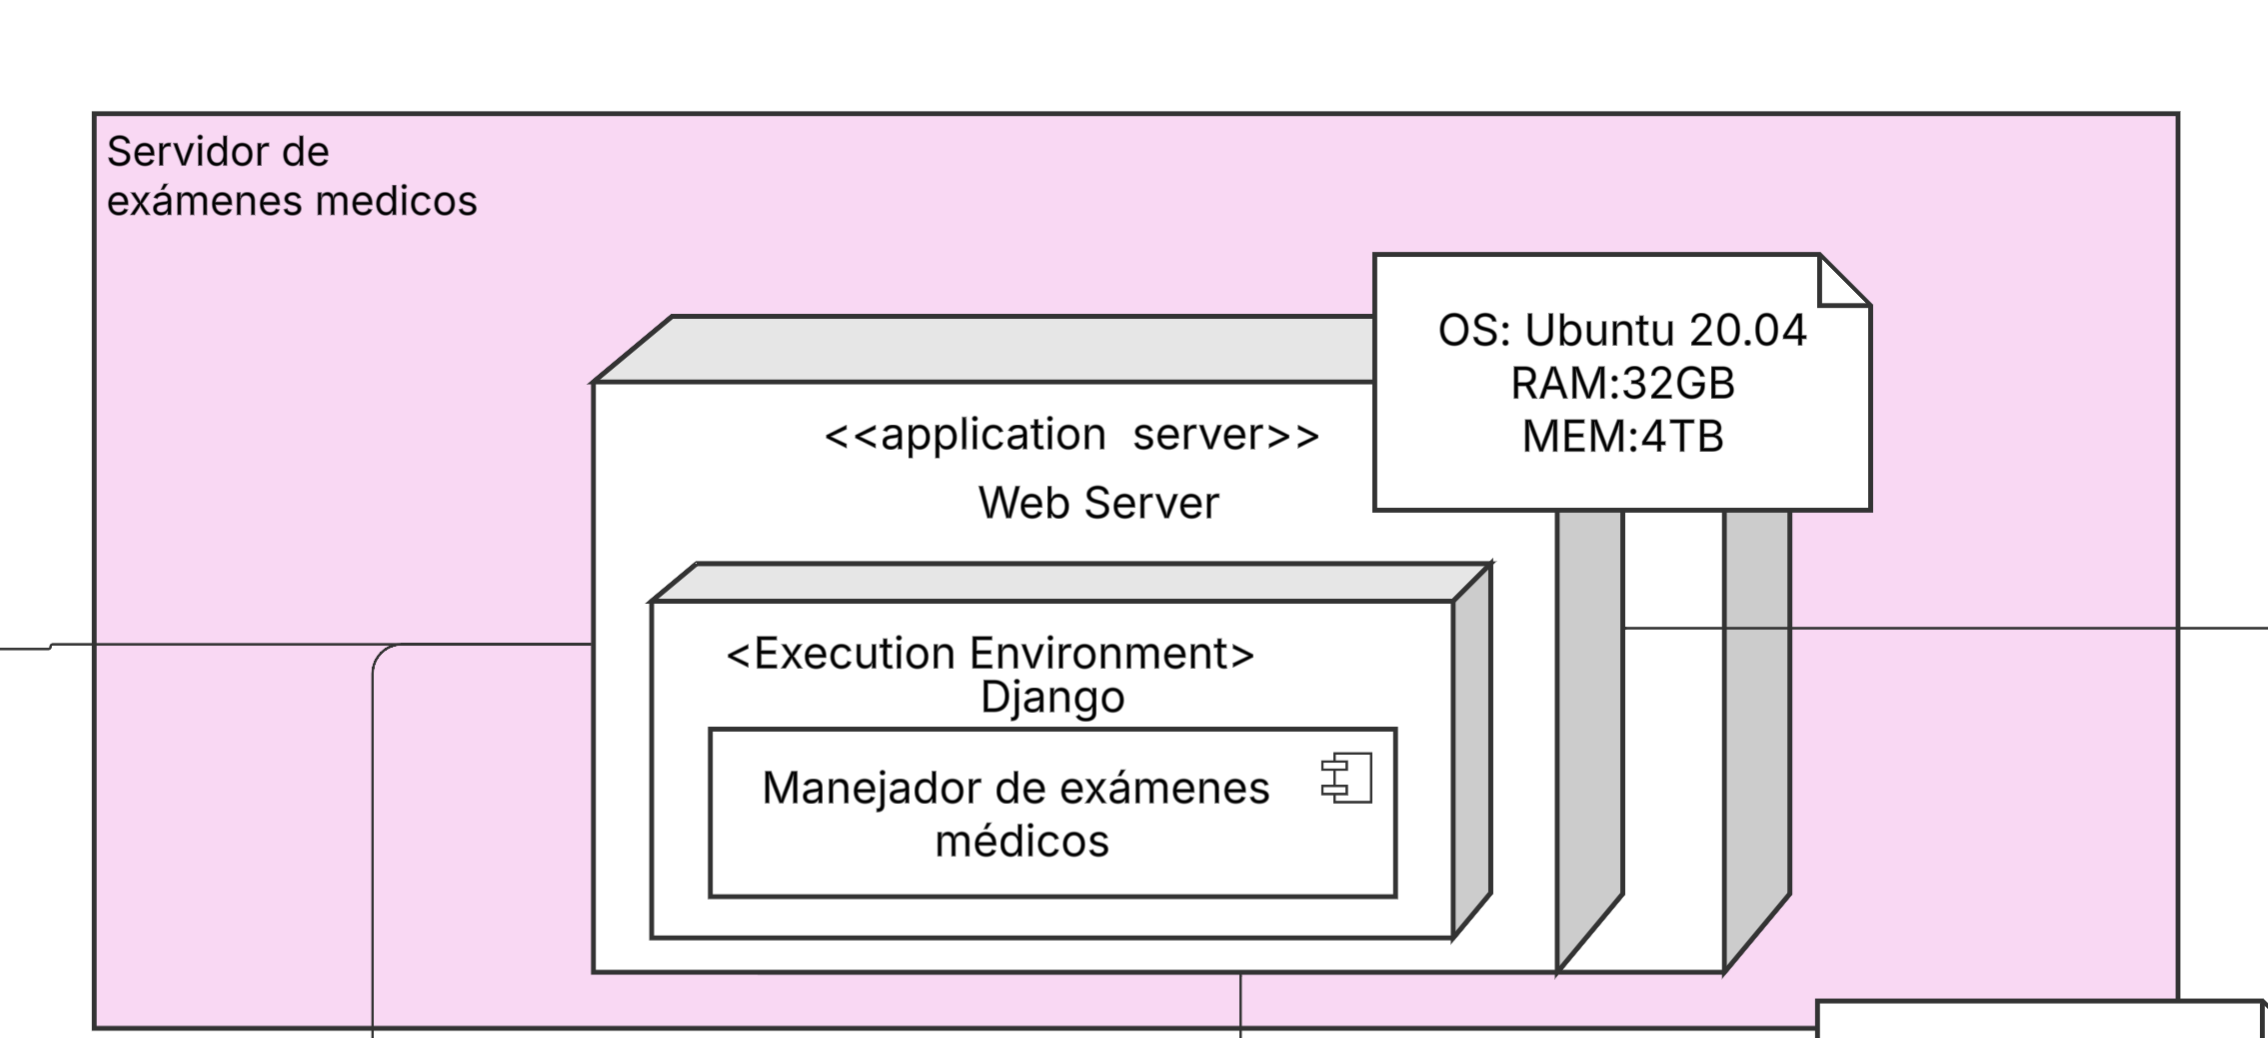 Servidor de
exámenes medicos
OS: Ubuntu 20.04
RAM:32GB
MEM:4TB
<<application  server>>
Web Server
<Execution Environment>
Django
Manejador de exámenes
médicos